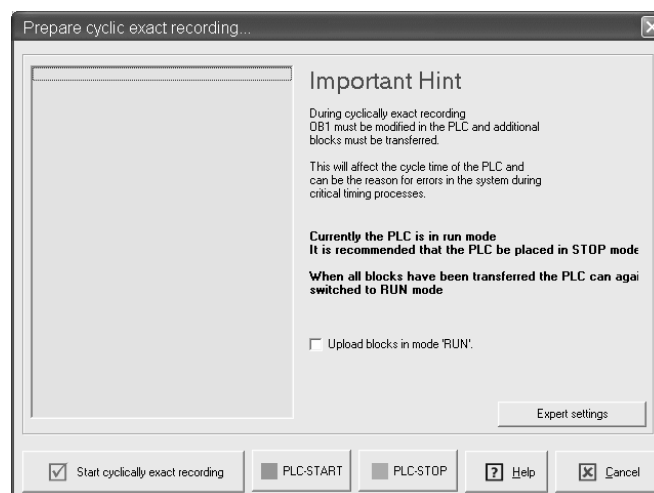 Prepare cyclic exact recording...
Important Hint
During cyclically exact recording
OB1 must be modified in the PLC and additional
blocks must be transferred.
This will affect the cycle time of the PLC and
can be the reason for errors in the system during
critical timing processes.
Currently the PLC is in run mode
It is recommended that the PLC be placed in STOP mode
When all blocks have been transferred the PLC can agai
switched to RUN mode
Upload blocks in mode 'RUN'.
Expert settings
Start cyclically exact recording
PLC-START
PLC-STOP
? Help
Cancel